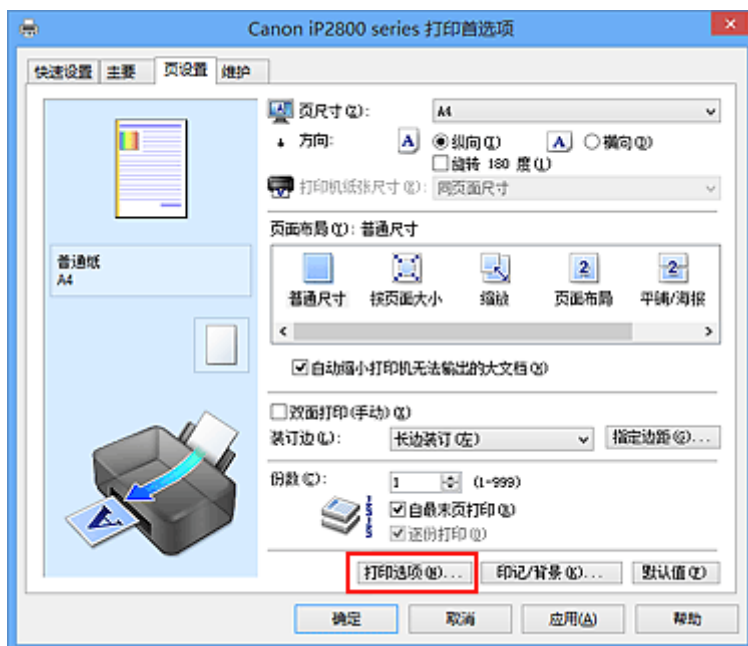 Canon iP2800 series 打印首选项
快速设置 主要 页设置 维护
页尺寸(Z): A4
方向: A 纵向(I) A 横向(D)
旋转 180 度(L)
打印机纸张尺寸(R): 同页面尺寸
页面布局(Y): 普通尺寸
普通纸
A4
普通尺寸 按页面大小 缩放 页面布局 平铺/海报
自动缩小打印机无法输出的大文档(W)
双面打印(手动)(X)
装订边(L): 长边装订(左) 指定边距(G)...
份数(C): 1 (1-999)
自最末页打印(B)
逐份打印(O)
打印选项(N)... 印记/背景(K)... 默认值(F)
确定 取消 应用(A) 帮助